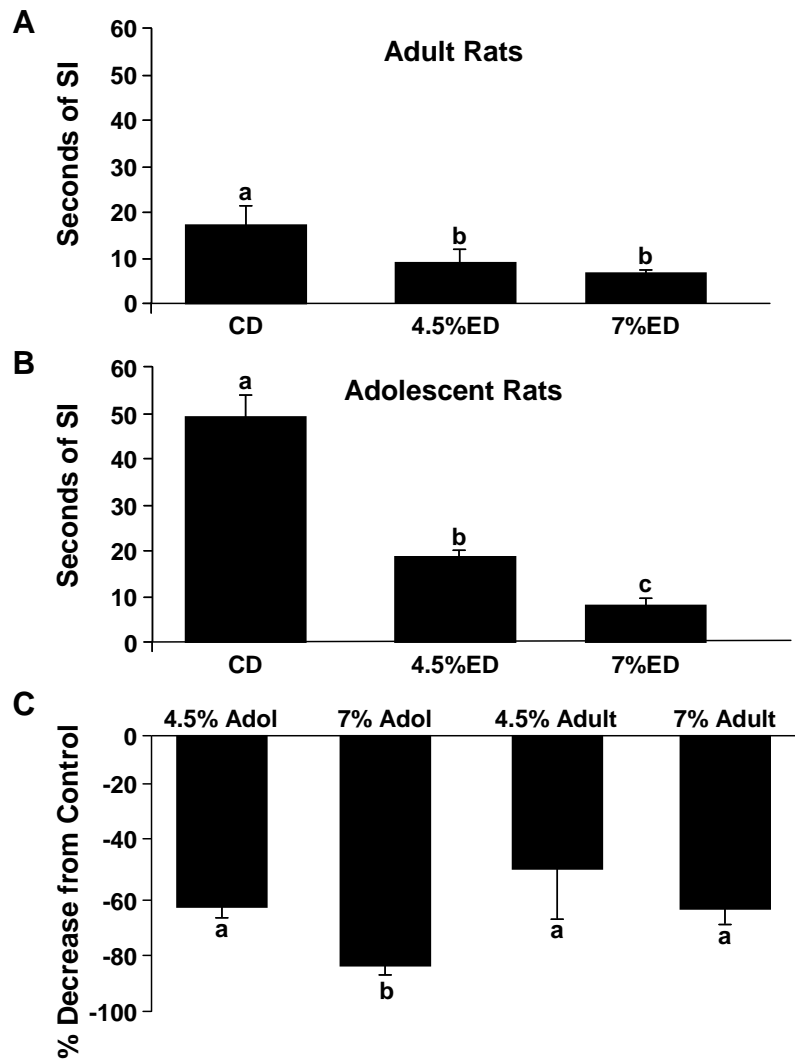 A
Adult Rats
Seconds of SI
60
50
40
30
20
10
0
a
b
b
CD 4.5%ED 7%ED
B
Adolescent Rats
Seconds of SI
60
50
40
30
20
10
0
a
b
c
CD 4.5%ED 7%ED
C
4.5% Adol 7% Adol 4.5% Adult 7% Adult
% Decrease from Control
0
-20
-40
-60
-80
-100
a
b
a
a